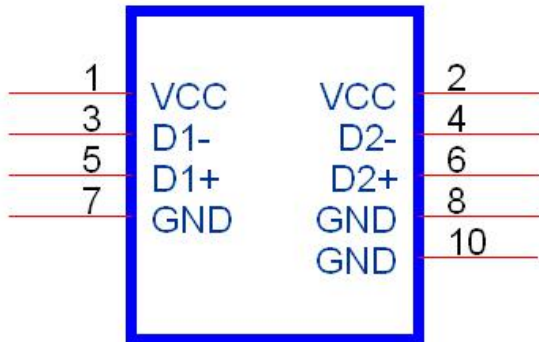 1 VCC VCC 2
3 D1- D2- 4
5 D1+ D2+ 6
7 GND GND 8
GND 10